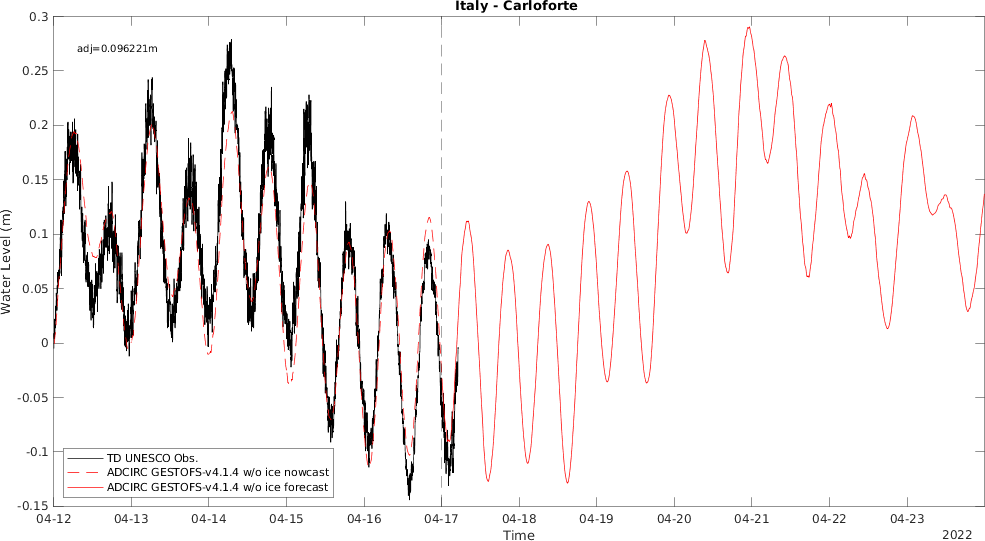 Italy - Carloforte
adj=0.096221m
Water Level (m)
0.3
0.25
0.2
0.15
0.1
0.05
0
-0.05
-0.1
-0.15
TD UNESCO Obs.
ADCIRC GESTOFS-v4.1.4 w/o ice nowcast
ADCIRC GESTOFS-v4.1.4 w/o ice forecast
04-12 04-13 04-14 04-15 04-16 04-17 04-18 04-19 04-20 04-21 04-22 04-23
Time
2022